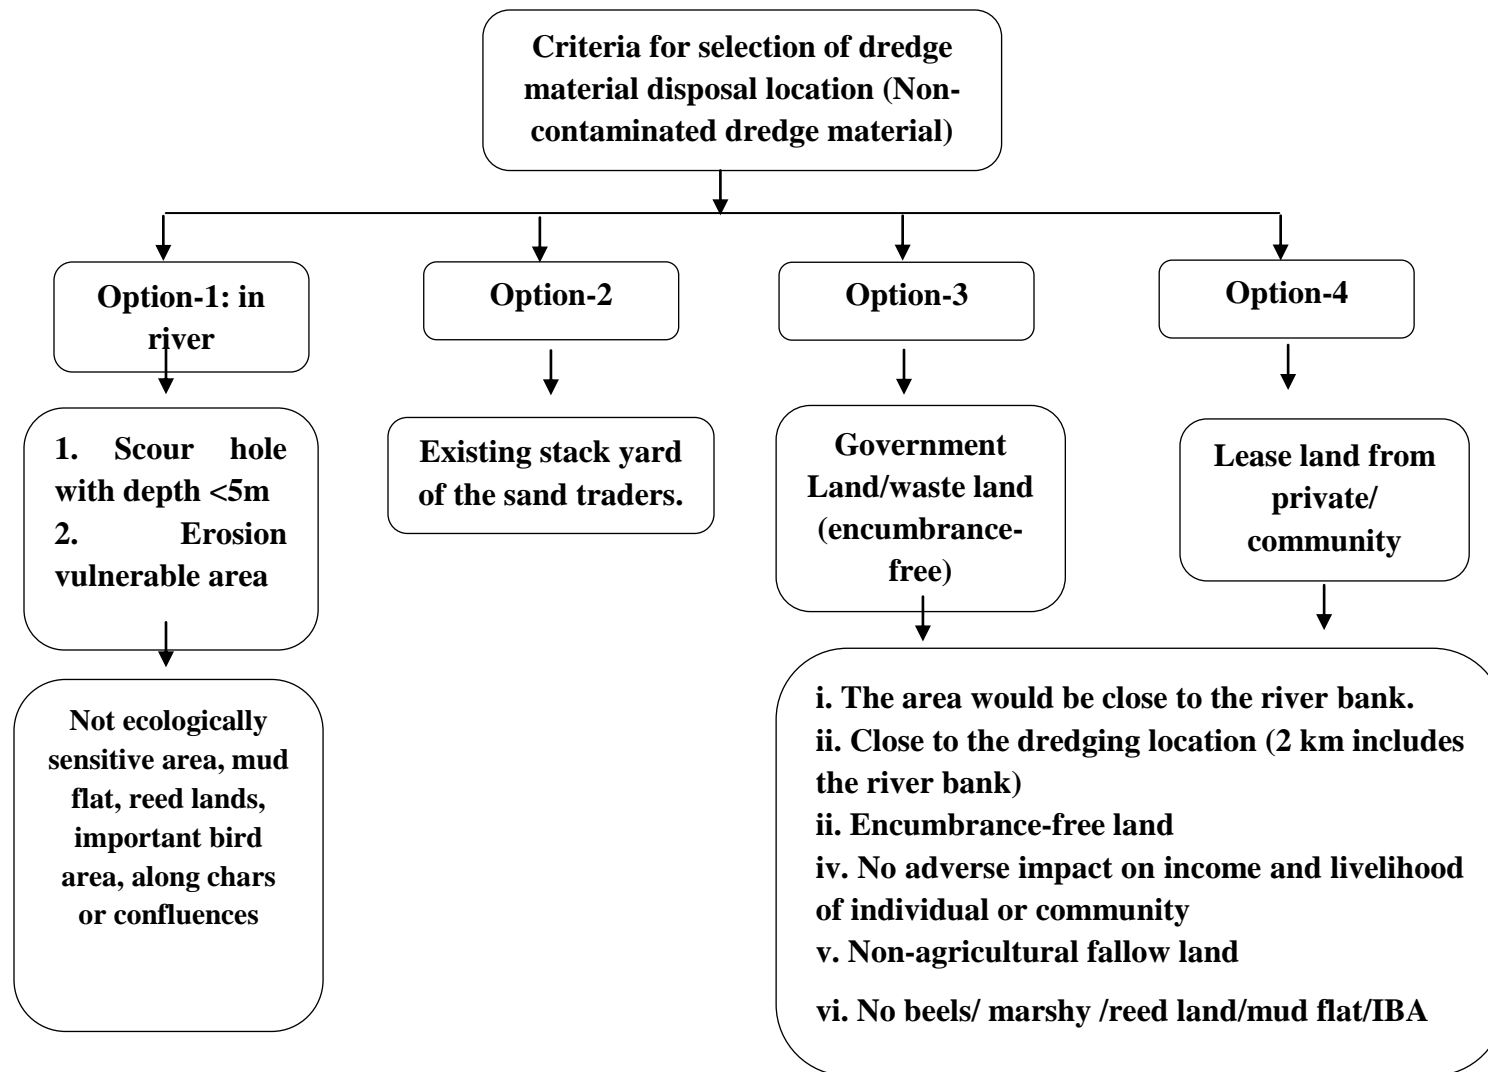 Criteria for selection of dredge
material disposal location (Non-
contaminated dredge material)
Option-1: in
river
Option-2
Option-3
Option-4
1. Scour hole
with depth <5m
2. Erosion
vulnerable area
Existing stack yard
of the sand traders.
Government
Land/waste land
(encumbrance-
free)
Lease land from
private/
community
Not ecologically
sensitive area, mud
flat, reed lands,
important bird
area, along chars
or confluences
i. The area would be close to the river bank.
ii. Close to the dredging location (2 km includes
the river bank)
ii. Encumbrance-free land
iv. No adverse impact on income and livelihood
of individual or community
v. Non-agricultural fallow land
vi. No beels/ marshy /reed land/mud flat/IBA